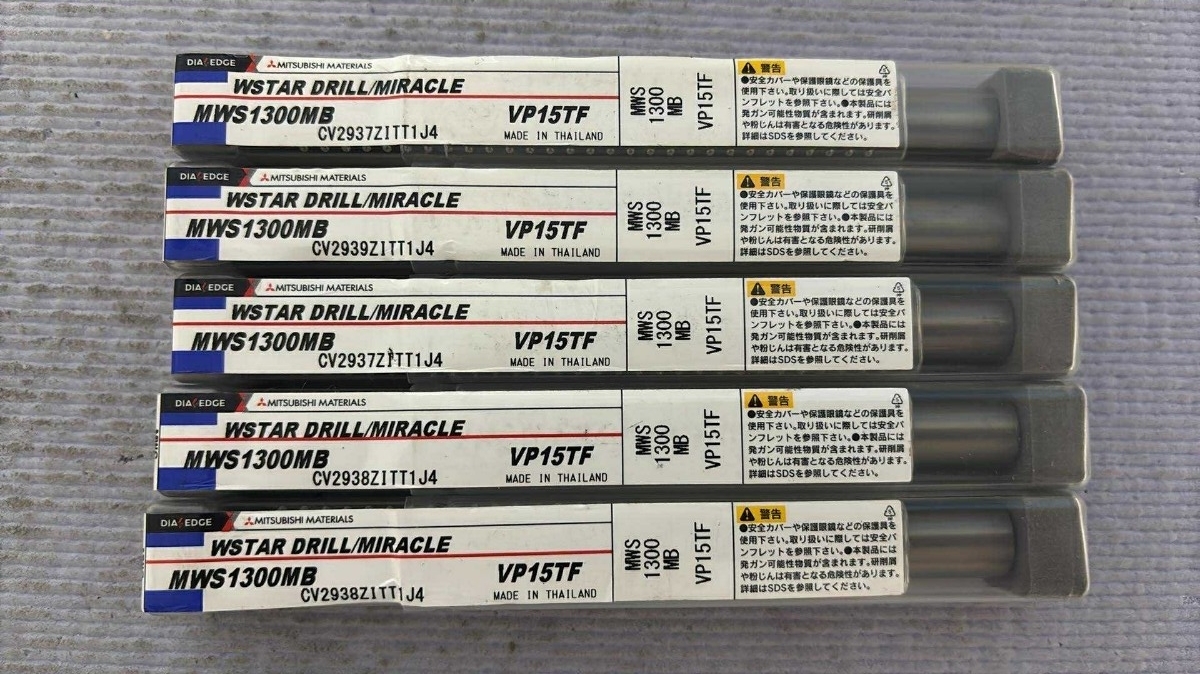 DIAEDGE MITSUBISHI MATERIALS
WSTAR DRILL/MIRACLE
MWS1300MB VP15TF
CV2937ZITT1J4 MADE IN THAILAND
MWS
1300
MB
VP15TF
警告
●安全カバーや保護眼鏡などの保護具を
使用下さい。取り扱いに際しては安全パ
ンフレットを参照下さい。●本製品には
発ガン可能性物質が含まれます。研削屑
や粉じんは有害となる危険性があります。
詳細はSDSを参照してください。
DIAEDGE MITSUBISHI MATERIALS
WSTAR DRILL/MIRACLE
MWS1300MB VP15TF
CV2939ZITT1J4 MADE IN THAILAND
MWS
1300
MB
VP15TF
警告
●安全カバーや保護眼鏡などの保護具を
使用下さい。取り扱いに際しては安全パ
ンフレットを参照下さい。●本製品には
発ガン可能性物質が含まれます。研削屑
や粉じんは有害となる危険性があります。
詳細はSDSを参照してください。
DIAEDGE MITSUBISHI MATERIALS
WSTAR DRILL/MIRACLE
MWS1300MB VP15TF
CV2937ZITT1J4 MADE IN THAILAND
MWS
1300
MB
VP15TF
警告
●安全カバーや保護眼鏡などの保護具を
使用下さい。取り扱いに際しては安全パ
ンフレットを参照下さい。●本製品には
発ガン可能性物質が含まれます。研削屑
や粉じんは有害となる危険性があります。
詳細はSDSを参照してください。
DIAEDGE MITSUBISHI MATERIALS
WSTAR DRILL/MIRACLE
MWS1300MB VP15TF
CV2938ZITT1J4 MADE IN THAILAND
MWS
1300
MB
VP15TF
警告
●安全カバーや保護眼鏡などの保護具を
使用下さい。取り扱いに際しては安全パ
ンフレットを参照下さい。●本製品には
発ガン可能性物質が含まれます。研削屑
や粉じんは有害となる危険性があります。
詳細はSDSを参照してください。
DIAEDGE MITSUBISHI MATERIALS
WSTAR DRILL/MIRACLE
MWS1300MB VP15TF
CV2938ZITT1J4 MADE IN THAILAND
MWS
1300
MB
VP15TF
警告
●安全カバーや保護眼鏡などの保護具を
使用下さい。取り扱いに際しては安全パ
ンフレットを参照下さい。●本製品には
発ガン可能性物質が含まれます。研削屑
や粉じんは有害となる危険性があります。
詳細はSDSを参照してください。